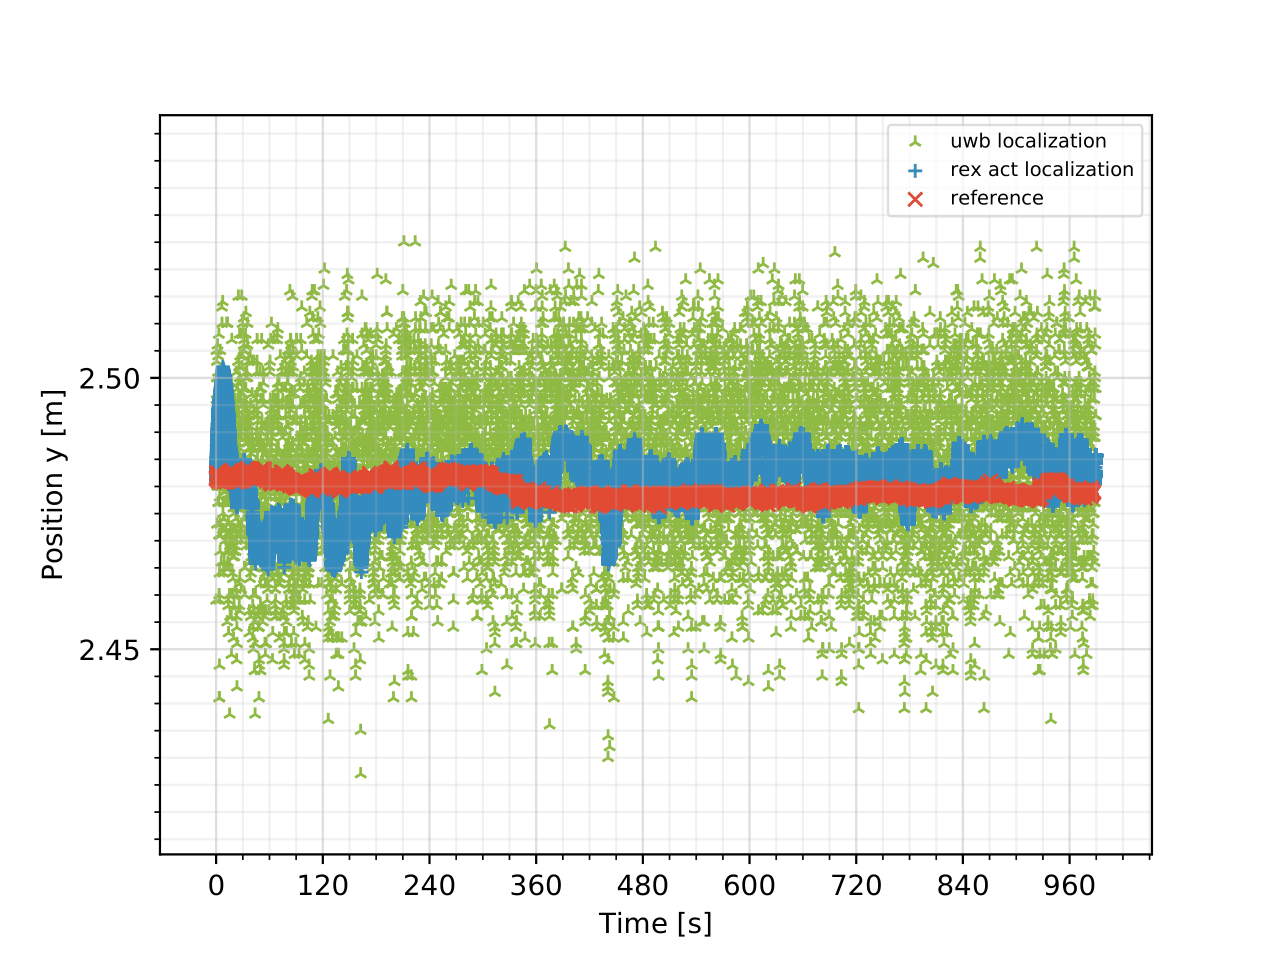 uwb localization
rex act localization
reference
Position y [m]
2.50
2.45
0 120 240 360 480 600 720 840 960
Time [s]